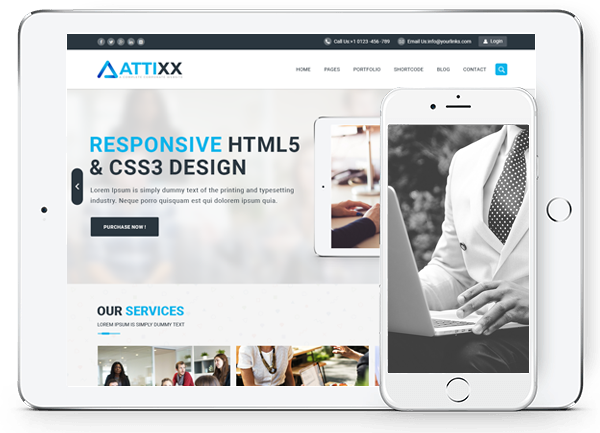 Call Us:+1 0123 -456 -789
Email Us:info@yourlinks.com
Login
ATTIXX
HOME PAGES PORTFOLIO SHORTCODE BLOG CONTACT
RESPONSIVE HTML5
& CSS3 DESIGN
Lorem Ipsum is simply dummy text of the printing and typesetting
industry. Neque porro quisquam est qui dolorem ipsum quia.
PURCHASE NOW !
OUR SERVICES
LOREM IPSUM IS SIMPLY DUMMY TEXT